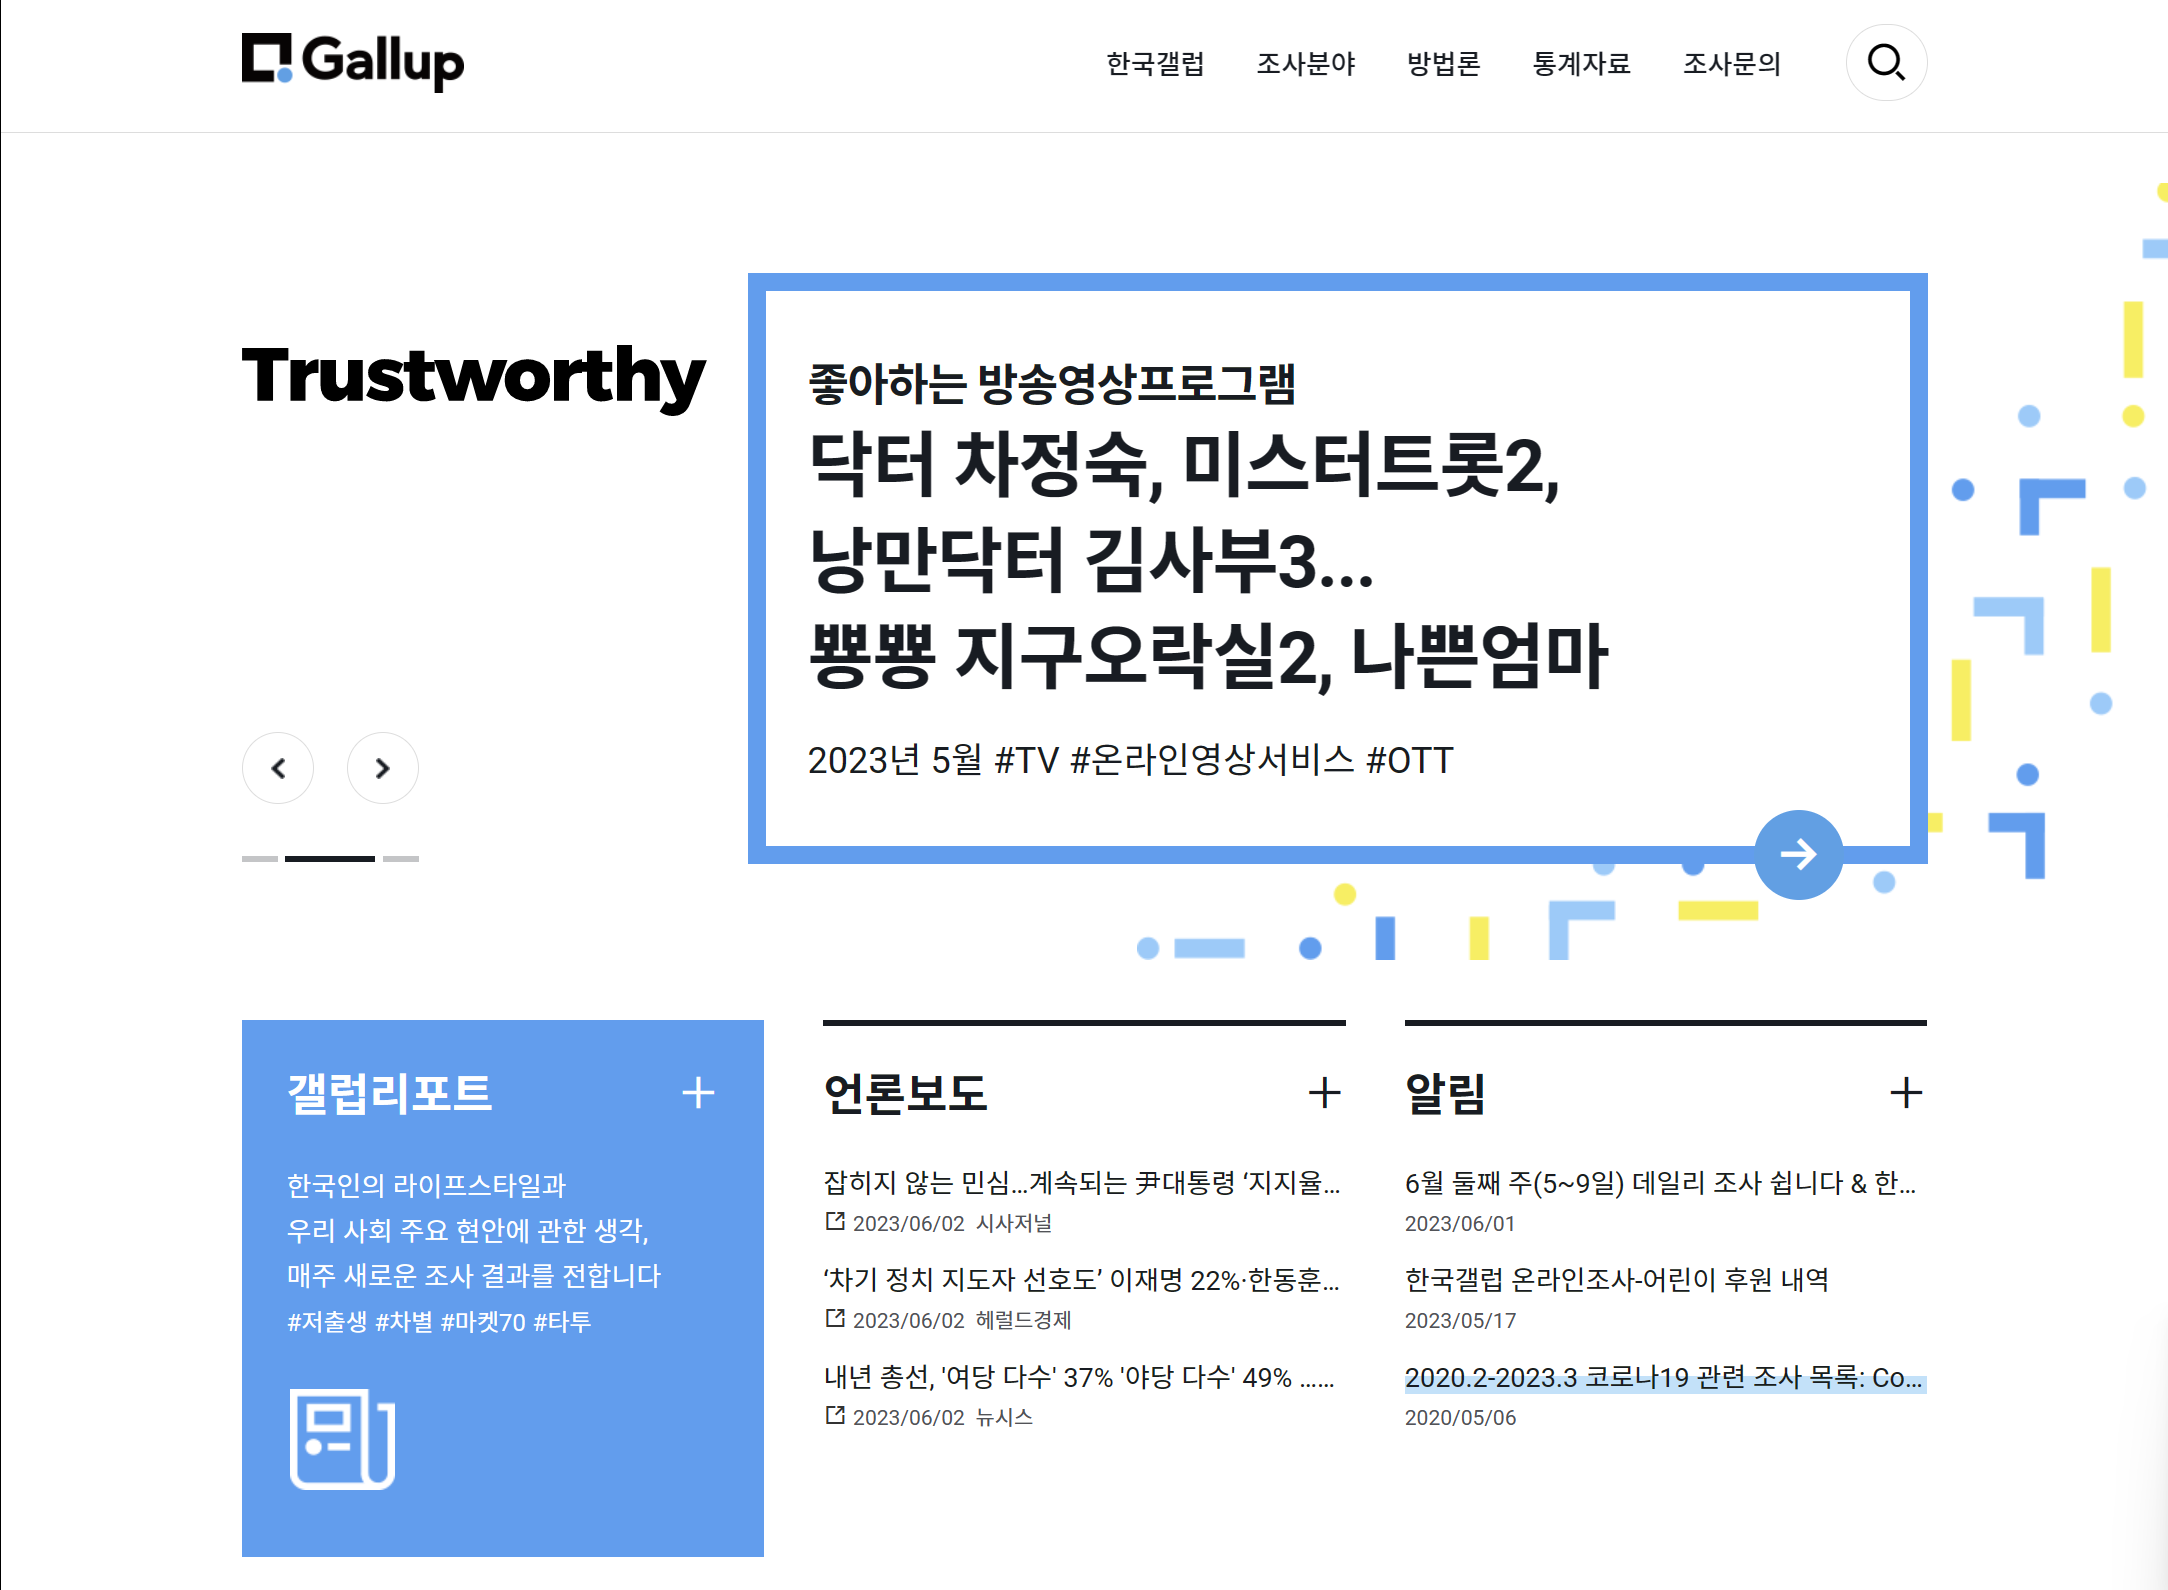 Gallup
한국갤럽 조사분야 방법론 통계자료 조사문의
Trustworthy
좋아하는 방송영상프로그램
닥터 차정숙, 미스터트롯2,
낭만닥터 김사부3...
뿅뿅 지구오락실2, 나쁜엄마
2023년 5월 #TV #온라인영상서비스 #OTT
갤럽리포트
한국인의 라이프스타일과
우리 사회 주요 현안에 관한 생각,
매주 새로운 조사 결과를 전합니다
#저출생 #차별 #마켓70 #타투
언론보도
잡히지 않는 민심...계속되는 尹대통령 ‘지지율...
2023/06/02 시사저널
‘차기 정치 지도자 선호도’ 이재명 22%·한동훈...
2023/06/02 헤럴드경제
내년 총선, '여당 다수' 37% '야당 다수' 49% ......
2023/06/02 뉴시스
알림
6월 둘째 주(5~9일) 데일리 조사 쉽니다 & 한...
2023/06/01
한국갤럽 온라인조사-어린이 후원 내역
2023/05/17
2020.2-2023.3 코로나19 관련 조사 목록: Co...
2020/05/06